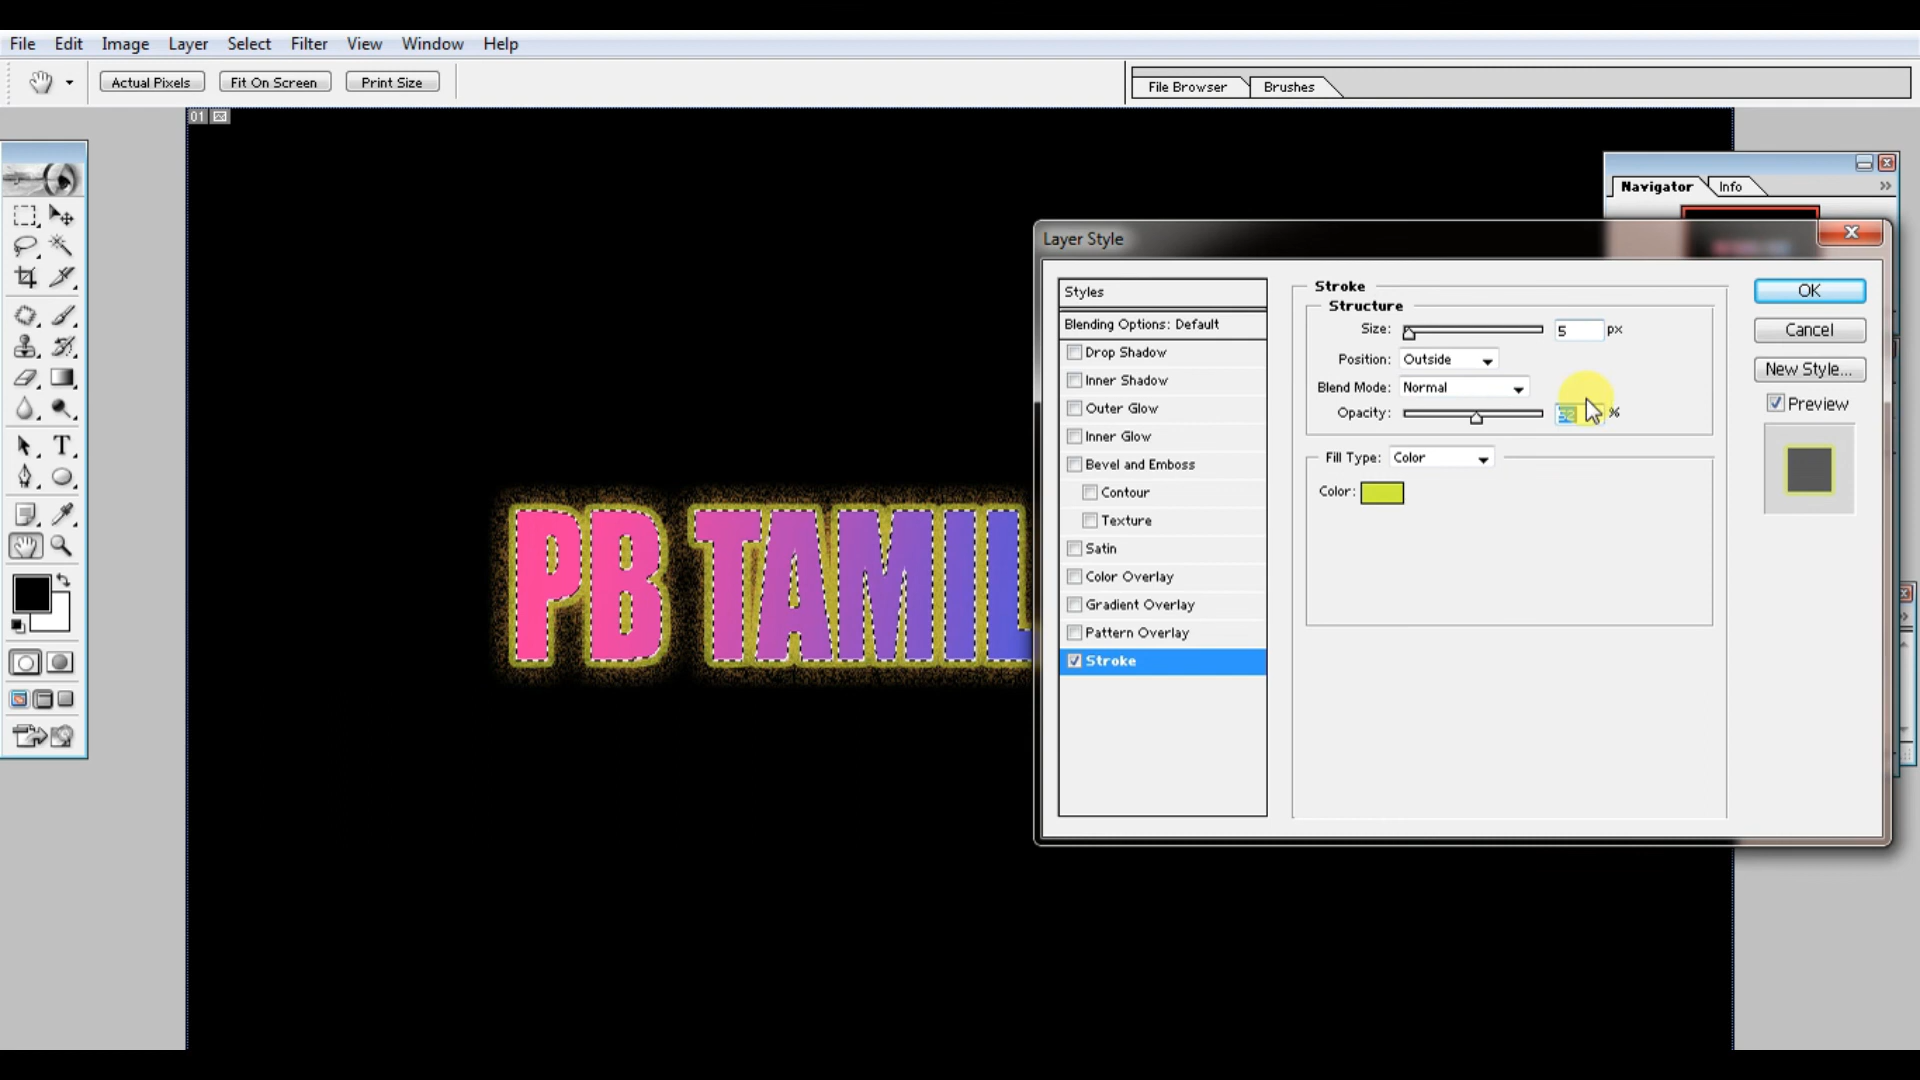 File Edit Image Layer Select Filter View Window Help
Actual Pixels Fit On Screen Print Size File Browser Brushes
01
Navigator Info
Layer Style
Styles
Blending Options: Default
Drop Shadow
Inner Shadow
Outer Glow
Inner Glow
Bevel and Emboss
Contour
Texture
Satin
Color Overlay
Gradient Overlay
Pattern Overlay
Stroke
Stroke
Structure
Size: 5 px
Position: Outside
Blend Mode: Normal
Opacity: 52 %
Fill Type: Color
Color:
OK
Cancel
New Style...
Preview
T
PB TAMIL